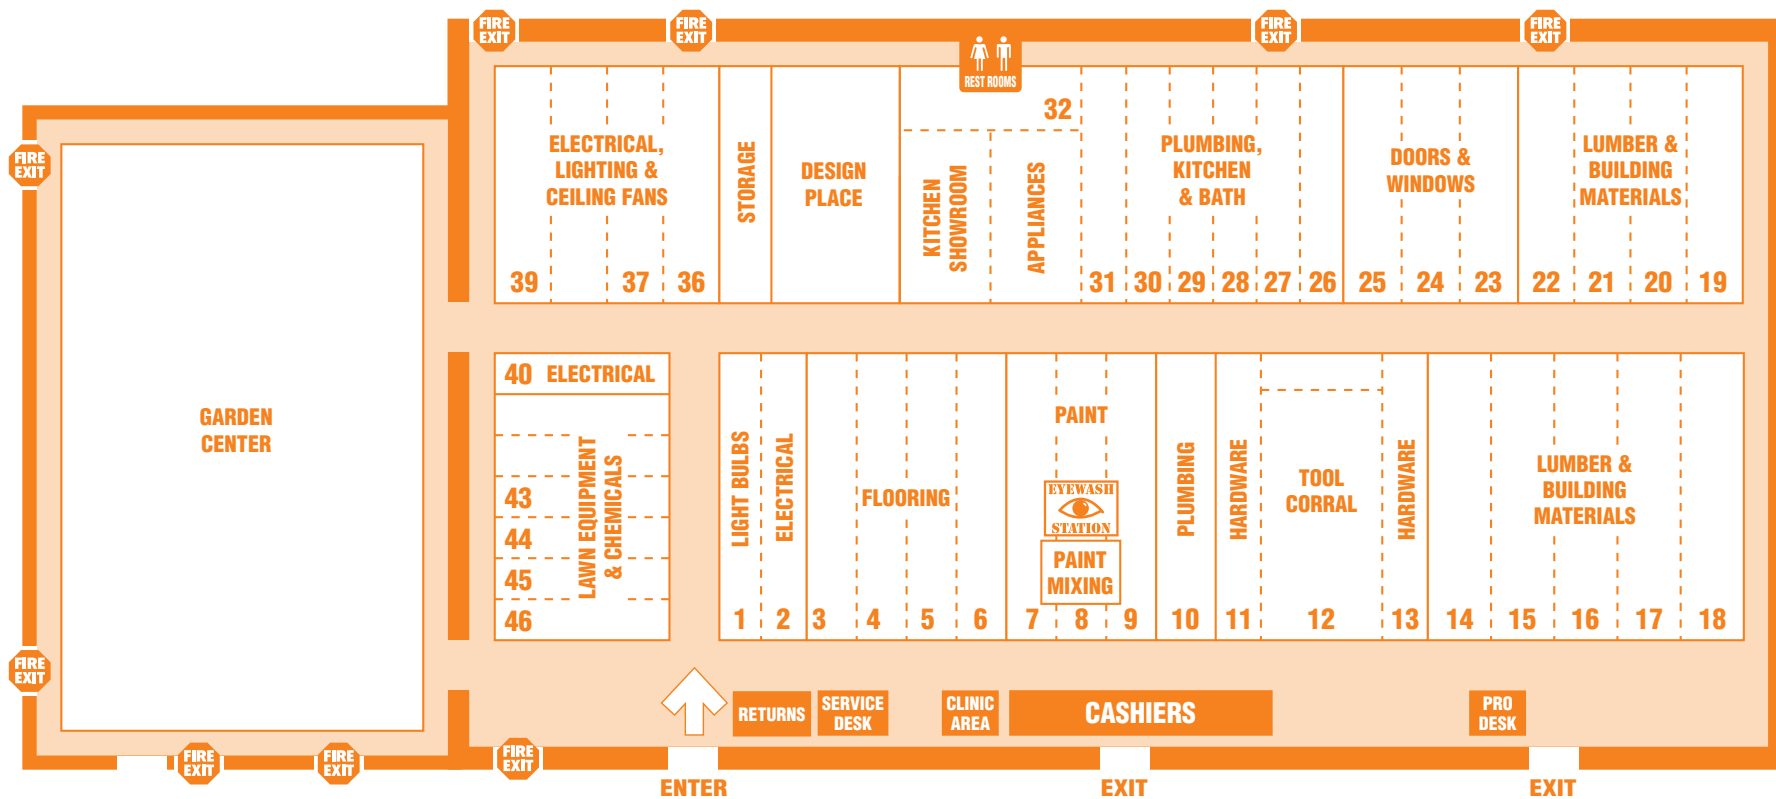 FIRE
EXIT
FIRE
EXIT
FIRE
EXIT
FIRE
EXIT
REST ROOMS
FIRE
EXIT
ELECTRICAL,
LIGHTING &
CEILING FANS
39
37
36
STORAGE
DESIGN
PLACE
32
KITCHEN
SHOWROOM
APPLIANCES
PLUMBING,
KITCHEN
& BATH
31
30
29
28
27
26
DOORS &
WINDOWS
25
24
23
LUMBER &
BUILDING
MATERIALS
22
21
20
19
GARDEN
CENTER
40 ELECTRICAL
43
44
45
46
LAWN EQUIPMENT
& CHEMICALS
LIGHT BULBS
1
ELECTRICAL
2
FLOORING
3
4
5
6
PAINT
EYEWASH
STATION
PAINT
MIXING
7
8
9
PLUMBING
10
HARDWARE
11
TOOL
CORRAL
12
HARDWARE
13
LUMBER &
BUILDING
MATERIALS
14
15
16
17
18
FIRE
EXIT
RETURNS
SERVICE
DESK
CLINIC
AREA
CASHIERS
PRO
DESK
FIRE
EXIT
FIRE
EXIT
FIRE
EXIT
ENTER
EXIT
EXIT